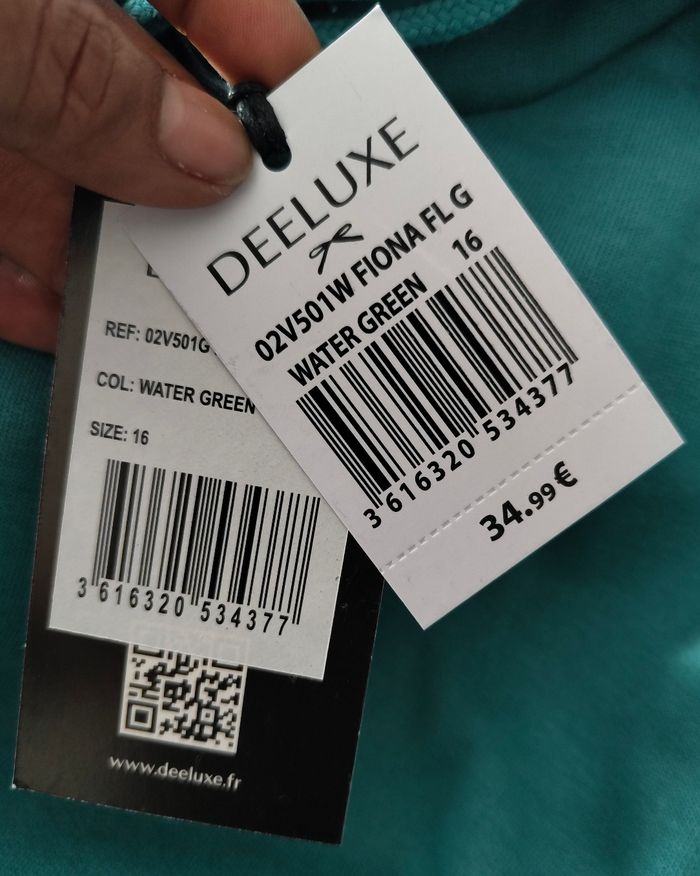 DEELUXE
02V501W FIONA FL G
WATER GREEN 16
3 616320 534377
34.99€
REF: 02V501G
COL: WATER GREEN
SIZE: 16
3 616320 534377
www.deeluxe.fr